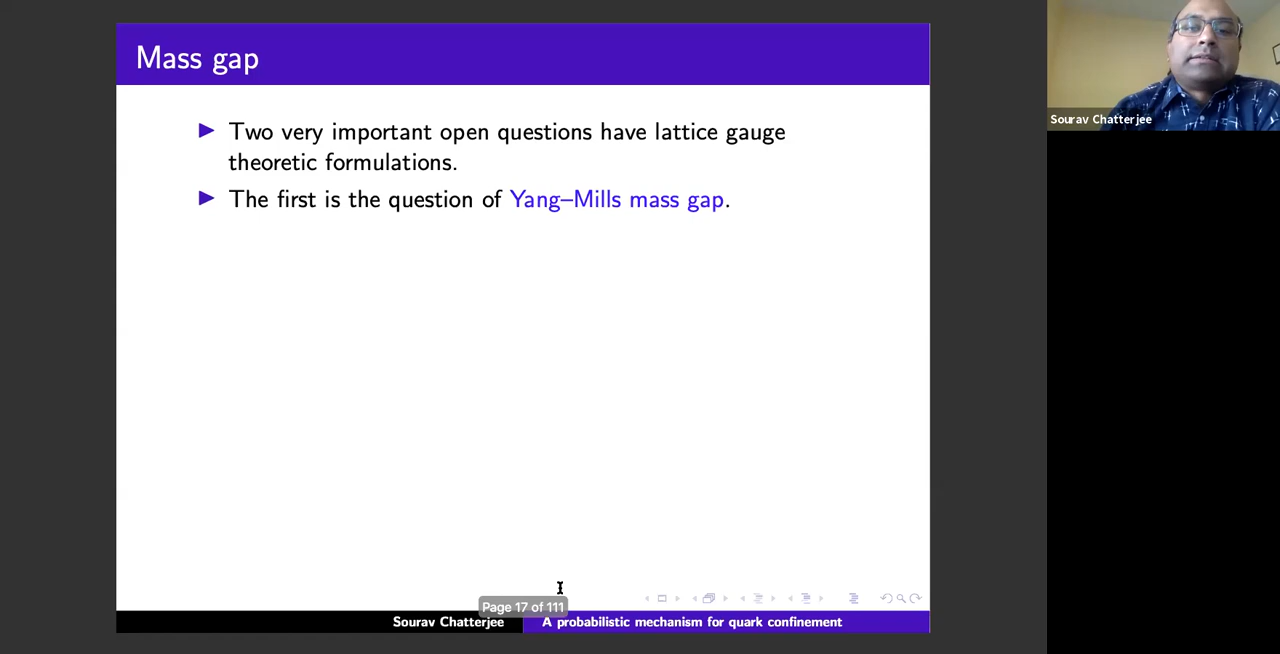 Mass gap
Two very important open questions have lattice gauge
theoretic formulations.
The first is the question of Yang–Mills mass gap.
Page 17 of 111
Sourav Chatterjee
A probabilistic mechanism for quark confinement
Sourav Chatterjee